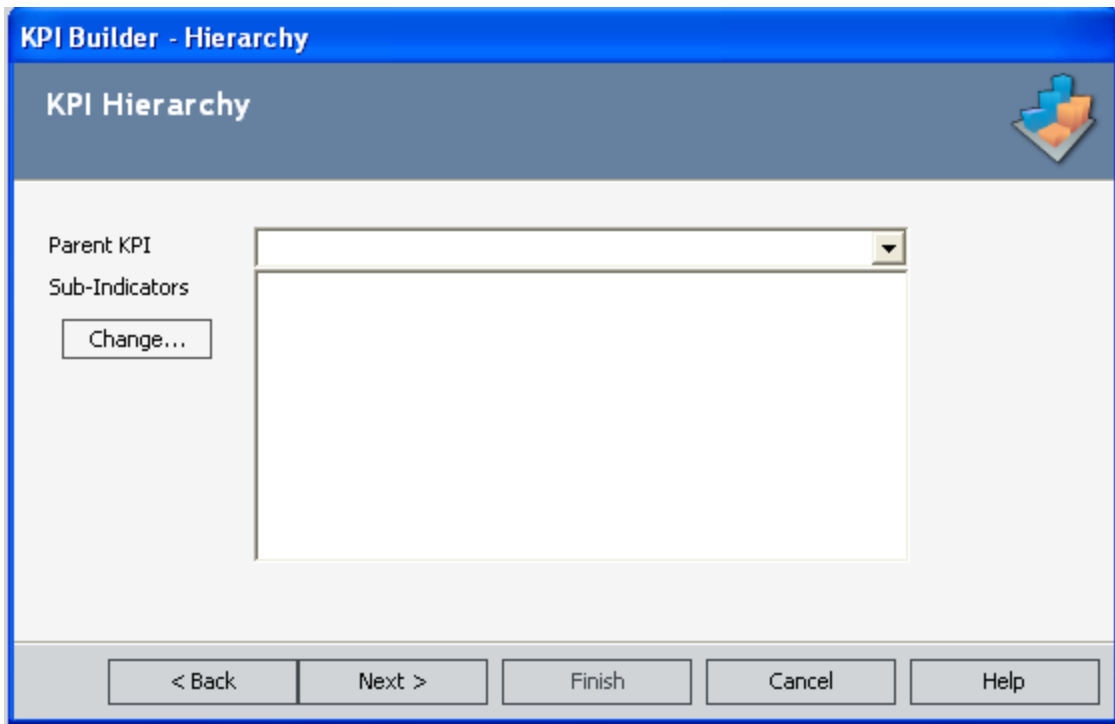 KPI Builder - Hierarchy
KPI Hierarchy
Parent KPI
Sub-Indicators
Change...
< Back Next > Finish Cancel Help